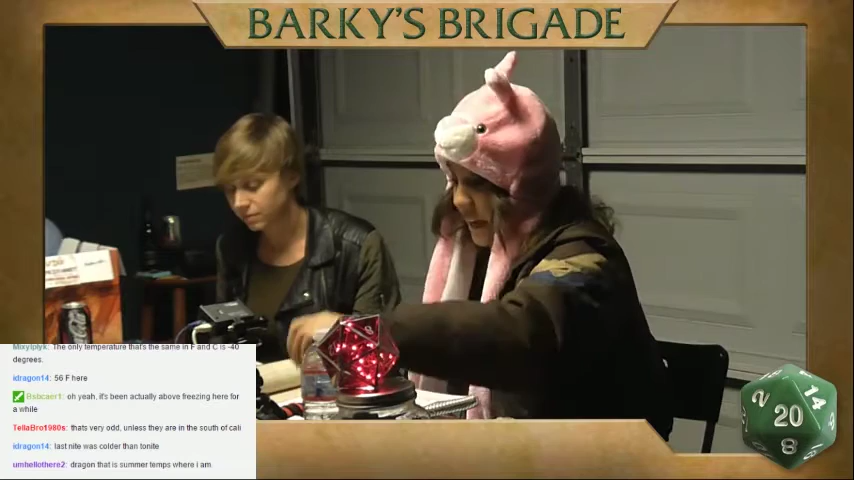 BARKY'S BRIGADE
Mixylplyk: The only temperature that's the same in F and C is -40
degrees.
idragon14: 56 F here
Bsbcaer1: oh yeah, it's been actually above freezing here for
a while
TellaBro1980s: thats very odd, unless they are in the south of cali
idragon14: last nite was colder than tonite
umhellothere2: dragon that is summer temps where i am
2
14
20
8
8